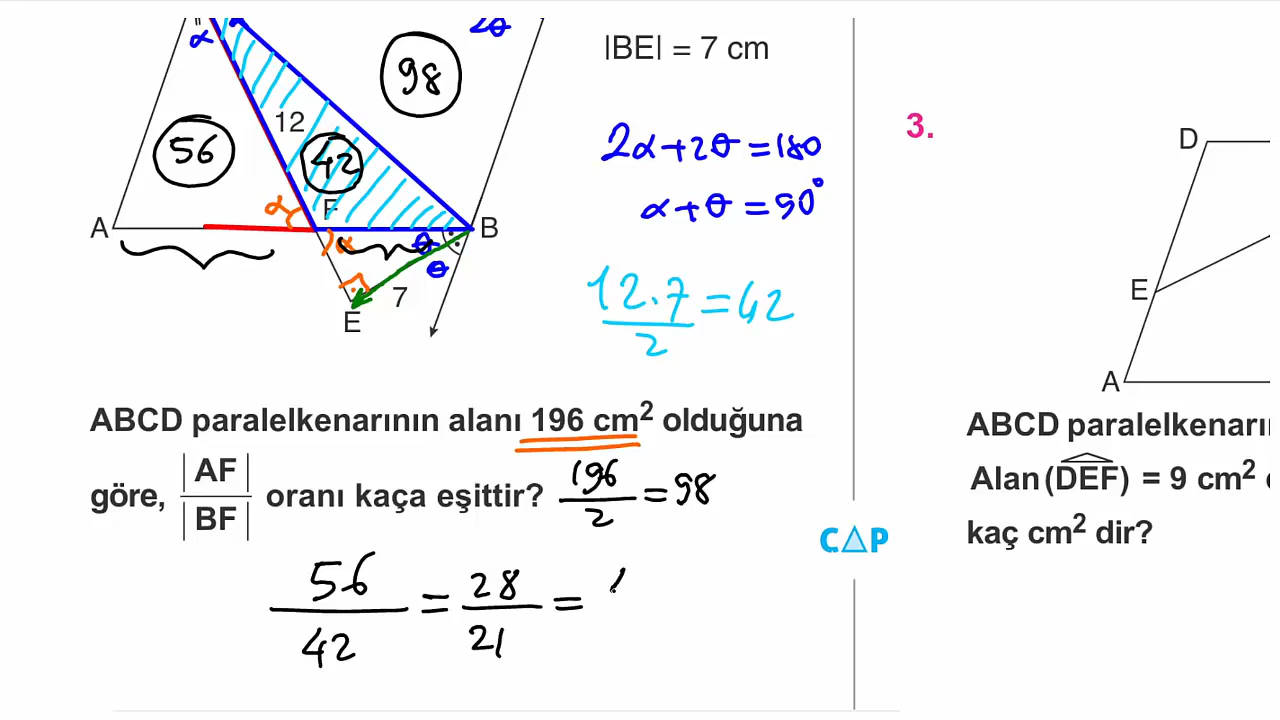 α
2θ
98
|BE| = 7 cm
12
56
42
2α+2θ=180
3.
D
α
F
α+θ=90°
A
B
α
θ
θ
7
E
12.7/2=42
E
A
ABCD paralelkenarının alanı 196 cm² olduğuna
göre, |AF|/|BF| oranı kaça eşittir? 196/2=98
ABCD paralelkenarı
Alan(DEF) = 9 cm²
kaç cm² dir?
CAP
56/42=28/21=